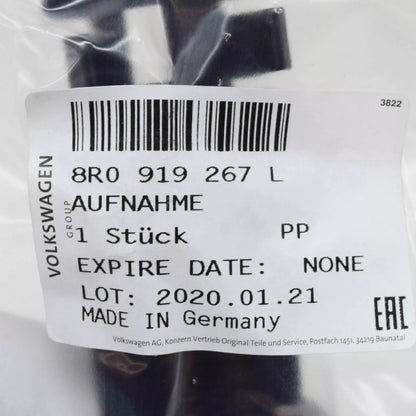 3822
8R0 919 267 L
AUFNAHME
1 Stück PP
EXPIRE DATE: NONE
LOT: 2020.01.21
MADE IN Germany
VOLKSWAGEN
GROUP
EAC
Volkswagen AG, Konzern Vertrieb Original Teile und Service, Postfach 1451, 34219 Baunatal